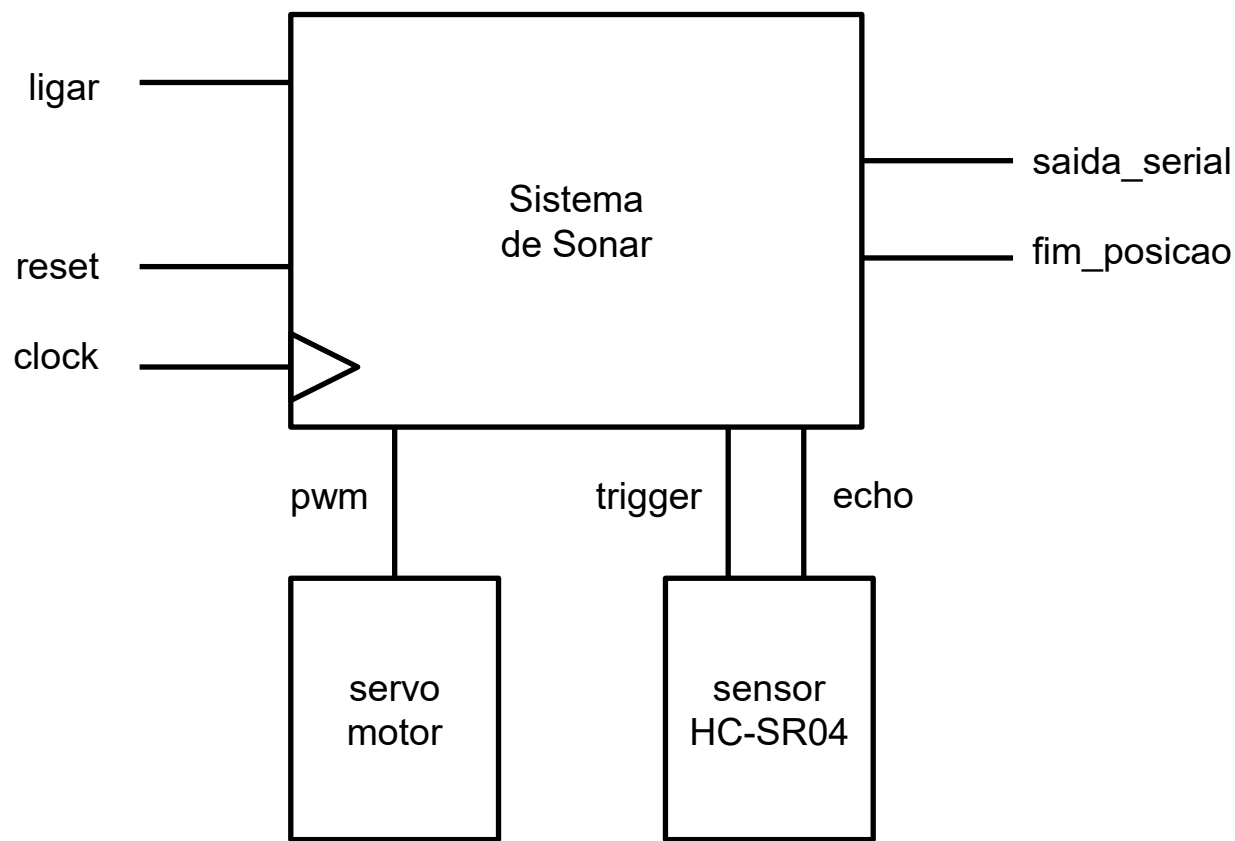 ligar
reset
clock
Sistema
de Sonar
saida_serial
fim_posicao
pwm
trigger
echo
servo
motor
sensor
HC-SR04